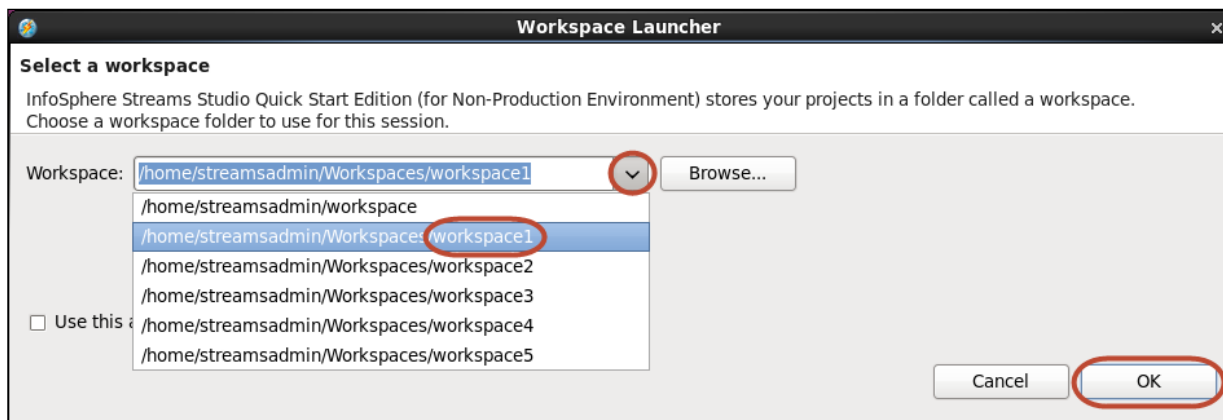 Workspace Launcher
Select a workspace
InfoSphere Streams Studio Quick Start Edition (for Non-Production Environment) stores your projects in a folder called a workspace.
Choose a workspace folder to use for this session.
Workspace: /home/streamsadmin/Workspaces/workspace1 Browse...
/home/streamsadmin/workspace
/home/streamsadmin/Workspaces/workspace1
/home/streamsadmin/Workspaces/workspace2
/home/streamsadmin/Workspaces/workspace3
Use this /home/streamsadmin/Workspaces/workspace4
/home/streamsadmin/Workspaces/workspace5
Cancel OK